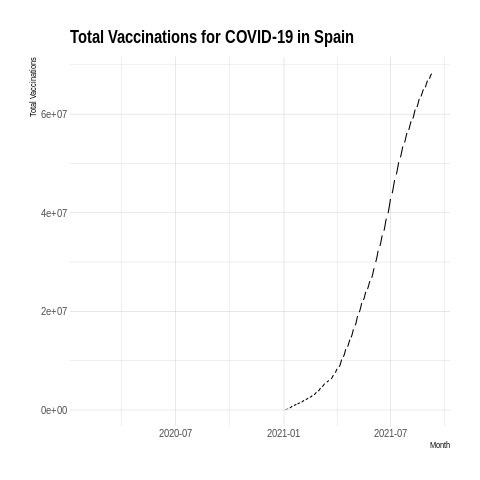 Total Vaccinations for COVID-19 in Spain
Total Vaccinations
6e+07
4e+07
2e+07
0e+00
2020-07
2021-01
2021-07
Month